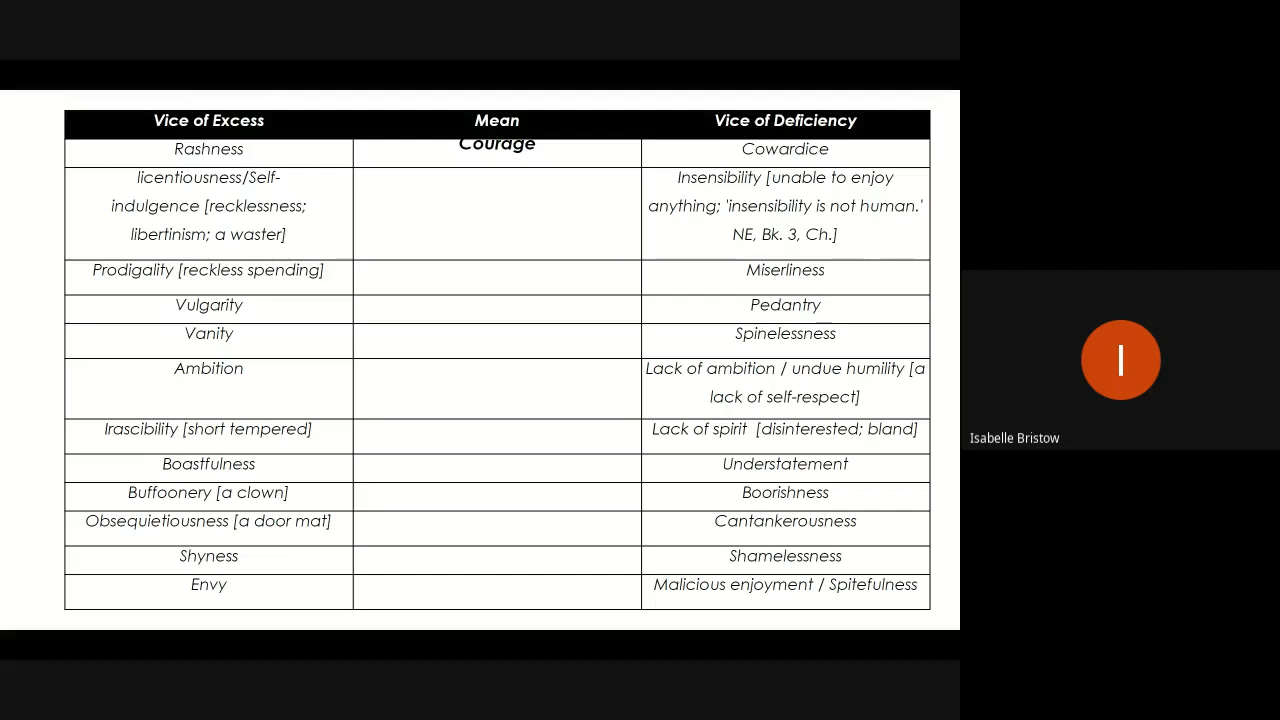 Vice of Excess Mean Vice of Deficiency
Rashness Courage Cowardice
licentiousness/Self-
indulgence [recklessness;
libertinism; a waster]
Insensibility [unable to enjoy
anything; 'insensibility is not human.'
NE, Bk. 3, Ch.]
Prodigality [reckless spending] Miserliness
Vulgarity Pedantry
Vanity Spinelessness
Ambition
Lack of ambition / undue humility [a
lack of self-respect]
Irascibility [short tempered] Lack of spirit [disinterested; bland]
Boastfulness Understatement
Buffoonery [a clown] Boorishness
Obsequietiousness [a door mat] Cantankerousness
Shyness Shamelessness
Envy Malicious enjoyment / Spitefulness
I
Isabelle Bristow